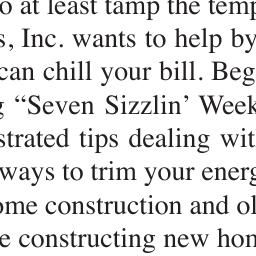 o at least tamp the temp
s, Inc. wants to help by
can chill your bill. Beg
g “Seven Sizzlin’ Week
strated tips dealing wit
ways to trim your energ
ome construction and ol
e constructing new hom